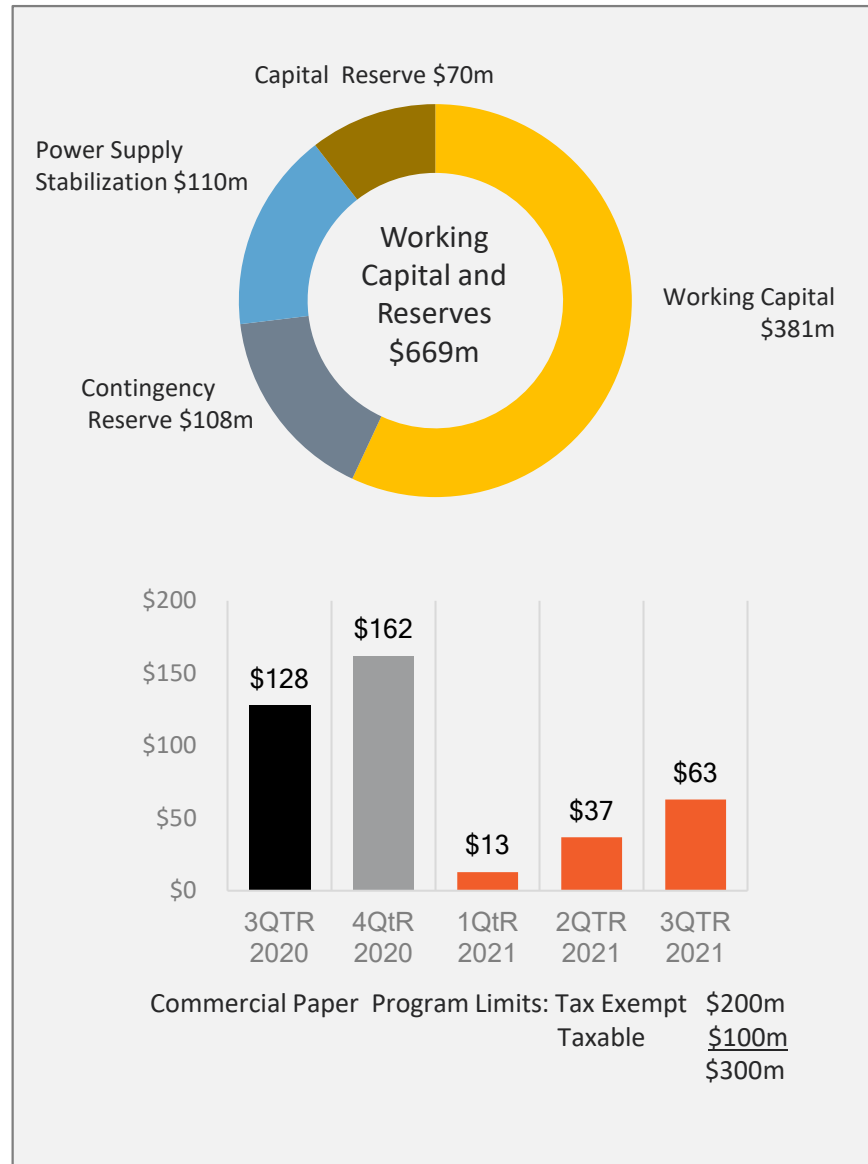 Capital Reserve $70m
Power Supply
Stabilization $110m
Working
Capital and
Reserves
$669m
Working Capital
$381m
Contingency
Reserve $108m
$200
$150
$100
$50
$0
$128
$162
$13
$37
$63
3QTR
2020
4QtR
2020
1QtR
2021
2QTR
2021
3QTR
2021
Commercial Paper Program Limits: Tax Exempt $200m
Taxable $100m
$300m